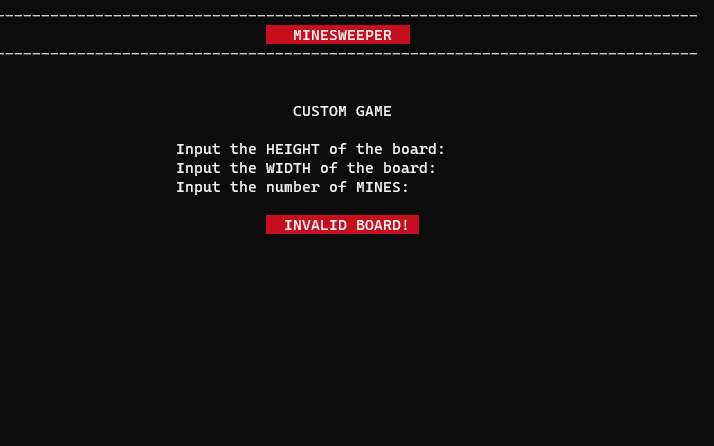 MINESWEEPER
CUSTOM GAME
Input the HEIGHT of the board:
Input the WIDTH of the board:
Input the number of MINES:
INVALID BOARD!